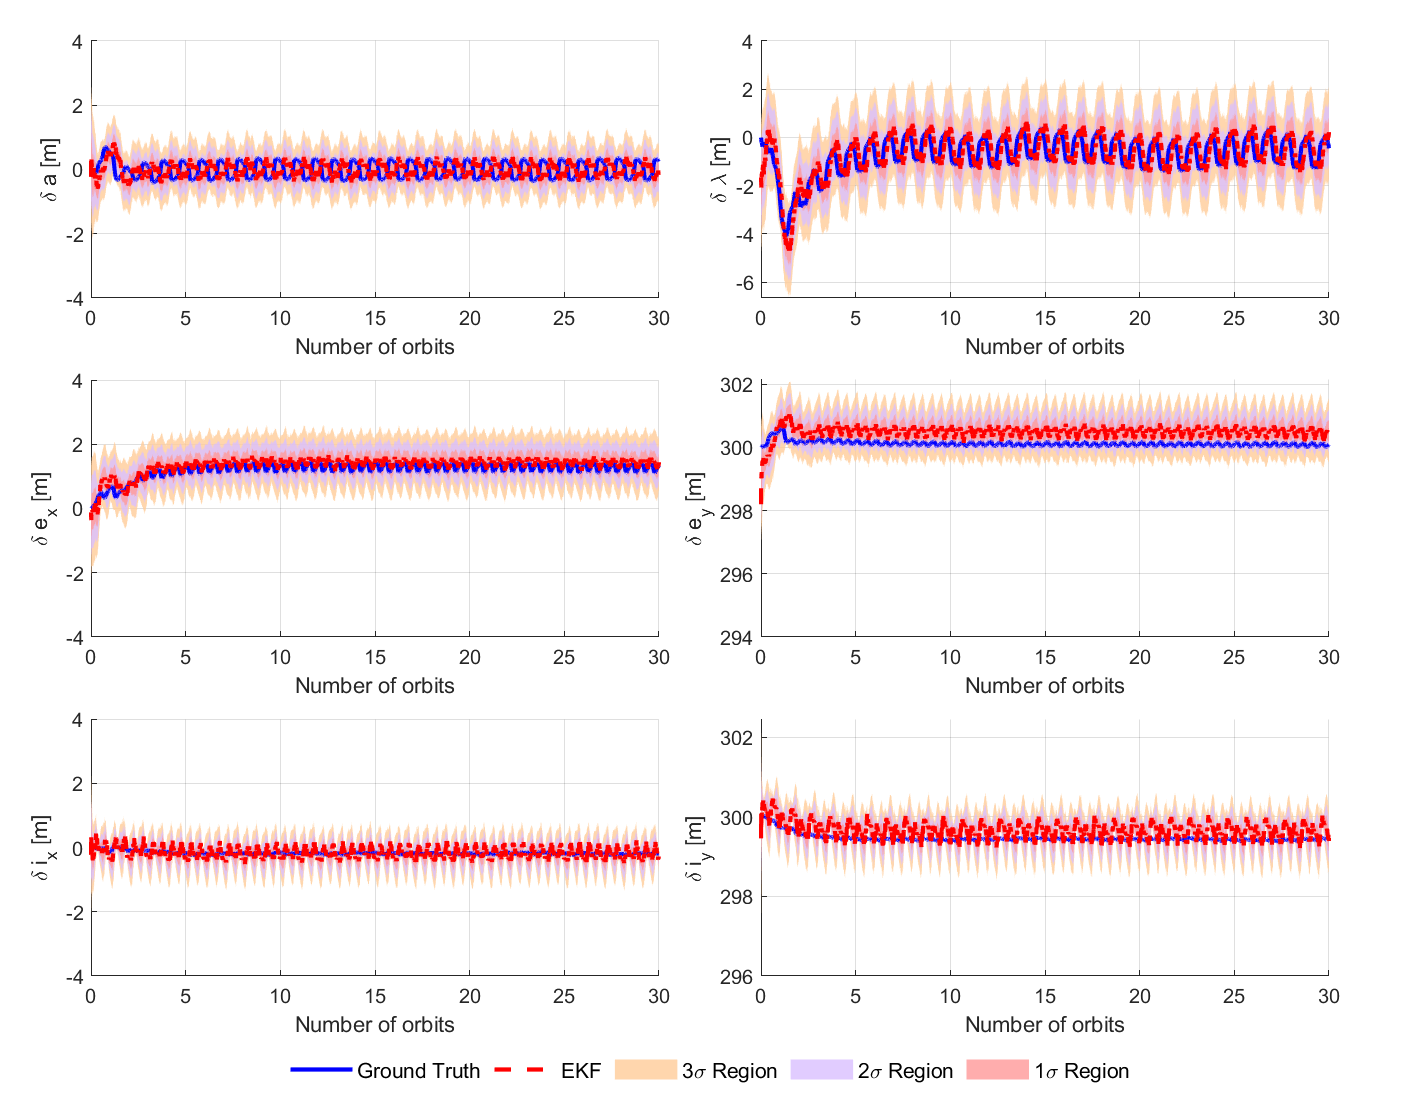 4
2
0
-2
-4
δ a [m]
0 5 10 15 20 25 30
Number of orbits
4
2
0
-2
-4
-6
δ λ [m]
0 5 10 15 20 25 30
Number of orbits
4
2
0
-2
-4
δ e_x [m]
0 5 10 15 20 25 30
Number of orbits
302
300
298
296
294
δ e_y [m]
0 5 10 15 20 25 30
Number of orbits
4
2
0
-2
-4
δ i_x [m]
0 5 10 15 20 25 30
Number of orbits
302
300
298
296
δ i_y [m]
0 5 10 15 20 25 30
Number of orbits
Ground Truth EKF 3σ Region 2σ Region 1σ Region